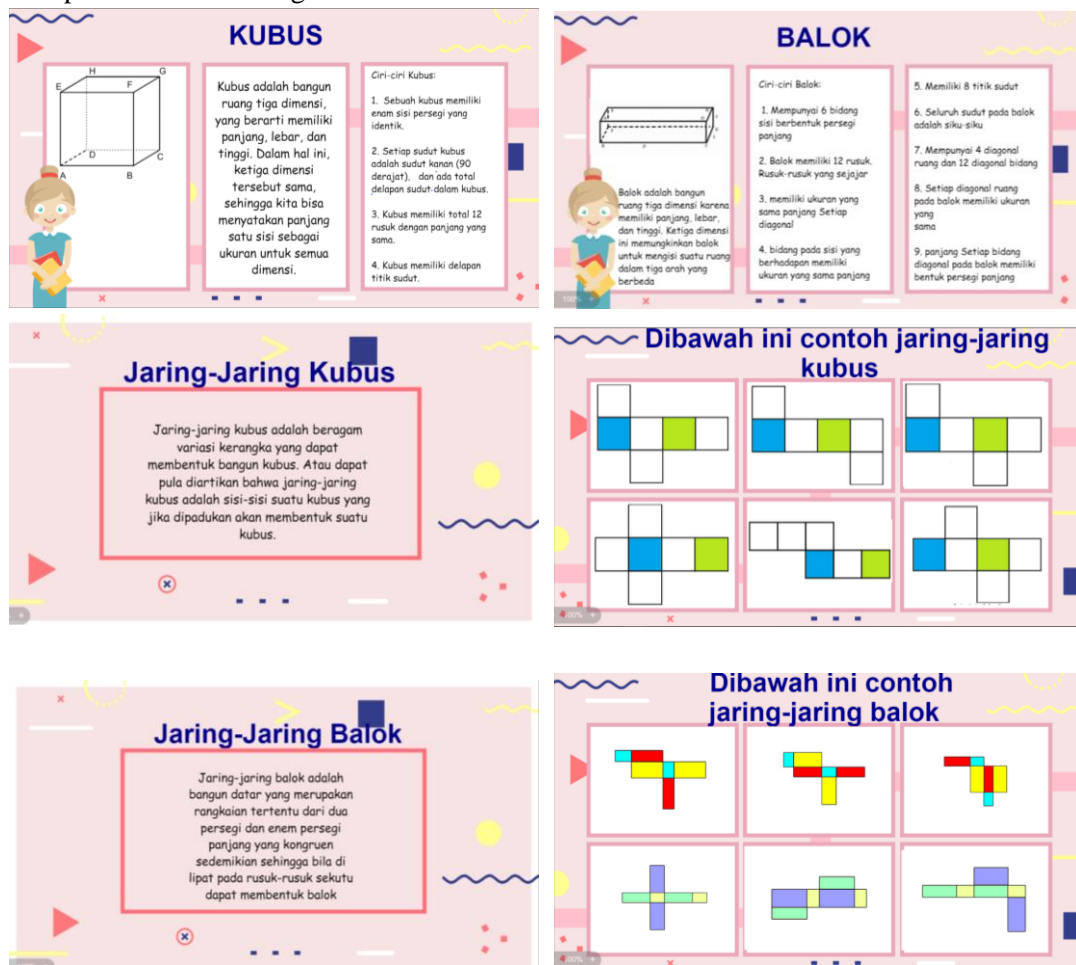 KUBUS
H
G
E
F
D
C
A
B
Kubus adalah bangun
ruang tiga dimensi,
yang berarti memiliki
panjang, lebar, dan
tinggi. Dalam hal ini,
ketiga dimensi
tersebut sama,
sehingga kita bisa
menyatakan panjang
satu sisi sebagai
ukuran untuk semua
dimensi.
Ciri-ciri Kubus:
1. Sebuah kubus memiliki
enam sisi persegi yang
identik.
2. Setiap sudut kubus
adalah sudut kanan (90
derajat), dan ada total
delapan sudut dalam kubus.
3. Kubus memiliki total 12
rusuk dengan panjang yang
sama.
4. Kubus memiliki delapan
titik sudut.
BALOK
Balok adalah bangun
ruang tiga dimensi karena
memiliki panjang, lebar,
dan tinggi. Ketiga dimensi
ini memungkinkan balok
untuk mengisi suatu ruang
dalam tiga arah yang
berbeda
Ciri-ciri Balok:
1. Mempunyai 6 bidang
sisi berbentuk persegi
panjang
2. Balok memiliki 12 rusuk.
Rusuk-rusuk yang sejajar
3. memiliki ukuran yang
sama panjang Setiap
diagonal
4. bidang pada sisi yang
berhadapan memiliki
ukuran yang sama panjang
5. Memiliki 8 titik sudut
6. Seluruh sudut pada balok
adalah siku-siku
7. Mempunyai 4 diagonal
ruang dan 12 diagonal bidang
8. Setiap diagonal ruang
pada balok memiliki ukuran
yang
sama
9. panjang Setiap bidang
diagonal pada balok memiliki
bentuk persegi panjang
100% +
Jaring-Jaring Kubus
Jaring-jaring kubus adalah beragam
variasi kerangka yang dapat
membentuk bangun kubus. Atau dapat
pula diartikan bahwa jaring-jaring
kubus adalah sisi-sisi suatu kubus yang
jika dipadukan akan membentuk suatu
kubus.
Dibawah ini contoh jaring-jaring
kubus
100% +
Jaring-Jaring Balok
Jaring-jaring balok adalah
bangun datar yang merupakan
rangkaian tertentu dari dua
persegi dan enem persegi
panjang yang kongruen
sedemikian sehingga bila di
lipat pada rusuk-rusuk sekutu
dapat membentuk balok
Dibawah ini contoh
jaring-jaring balok
100% +